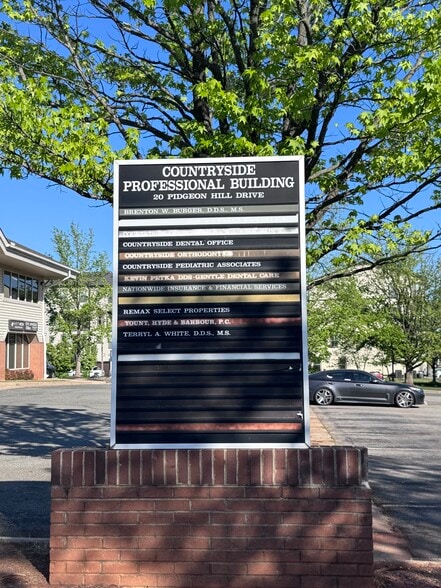 COUNTRYSIDE
PROFESSIONAL BUILDING
20 PIDGEON HILL DRIVE
BRENTON W. BURGER, D.D.S., M.S.
COUNTRYSIDE DENTAL OFFICE
COUNTRYSIDE ORTHODONTICS
COUNTRYSIDE PEDIATRIC ASSOCIATES
KEVIN PETKA DDS-GENTLE DENTAL CARE
NATIONWIDE INSURANCE & FINANCIAL SERVICES
REMAX SELECT PROPERTIES
YOUNT, HYDE & BARBOUR, P.C.
TERRYL A. WHITE, D.D.S., M.S.